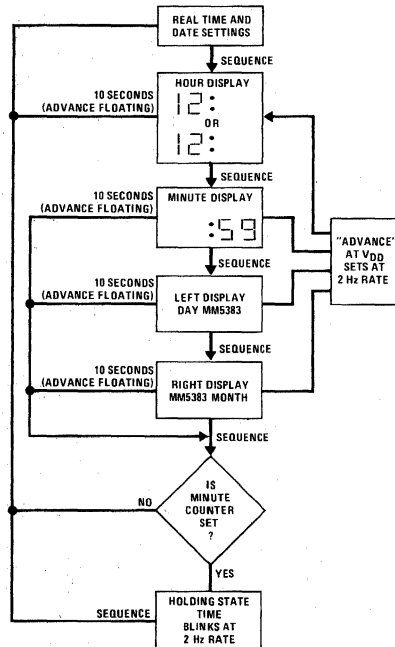 REAL TIME AND
DATE SETTINGS
SEQUENCE
10 SECONDS
(ADVANCE FLOATING)
HOUR DISPLAY
12:
OR
12:
SEQUENCE
10 SECONDS
(ADVANCE FLOATING)
MINUTE DISPLAY
:59
SEQUENCE
"ADVANCE"
AT VDD
SETS AT
2 Hz RATE
10 SECONDS
(ADVANCE FLOATING)
LEFT DISPLAY
DAY MM5383
SEQUENCE
10 SECONDS
(ADVANCE FLOATING)
RIGHT DISPLAY
MM5383 MONTH
SEQUENCE
NO
IS
MINUTE
COUNTER
SET
?
YES
SEQUENCE
HOLDING STATE
TIME
BLINKS AT
2 Hz RATE